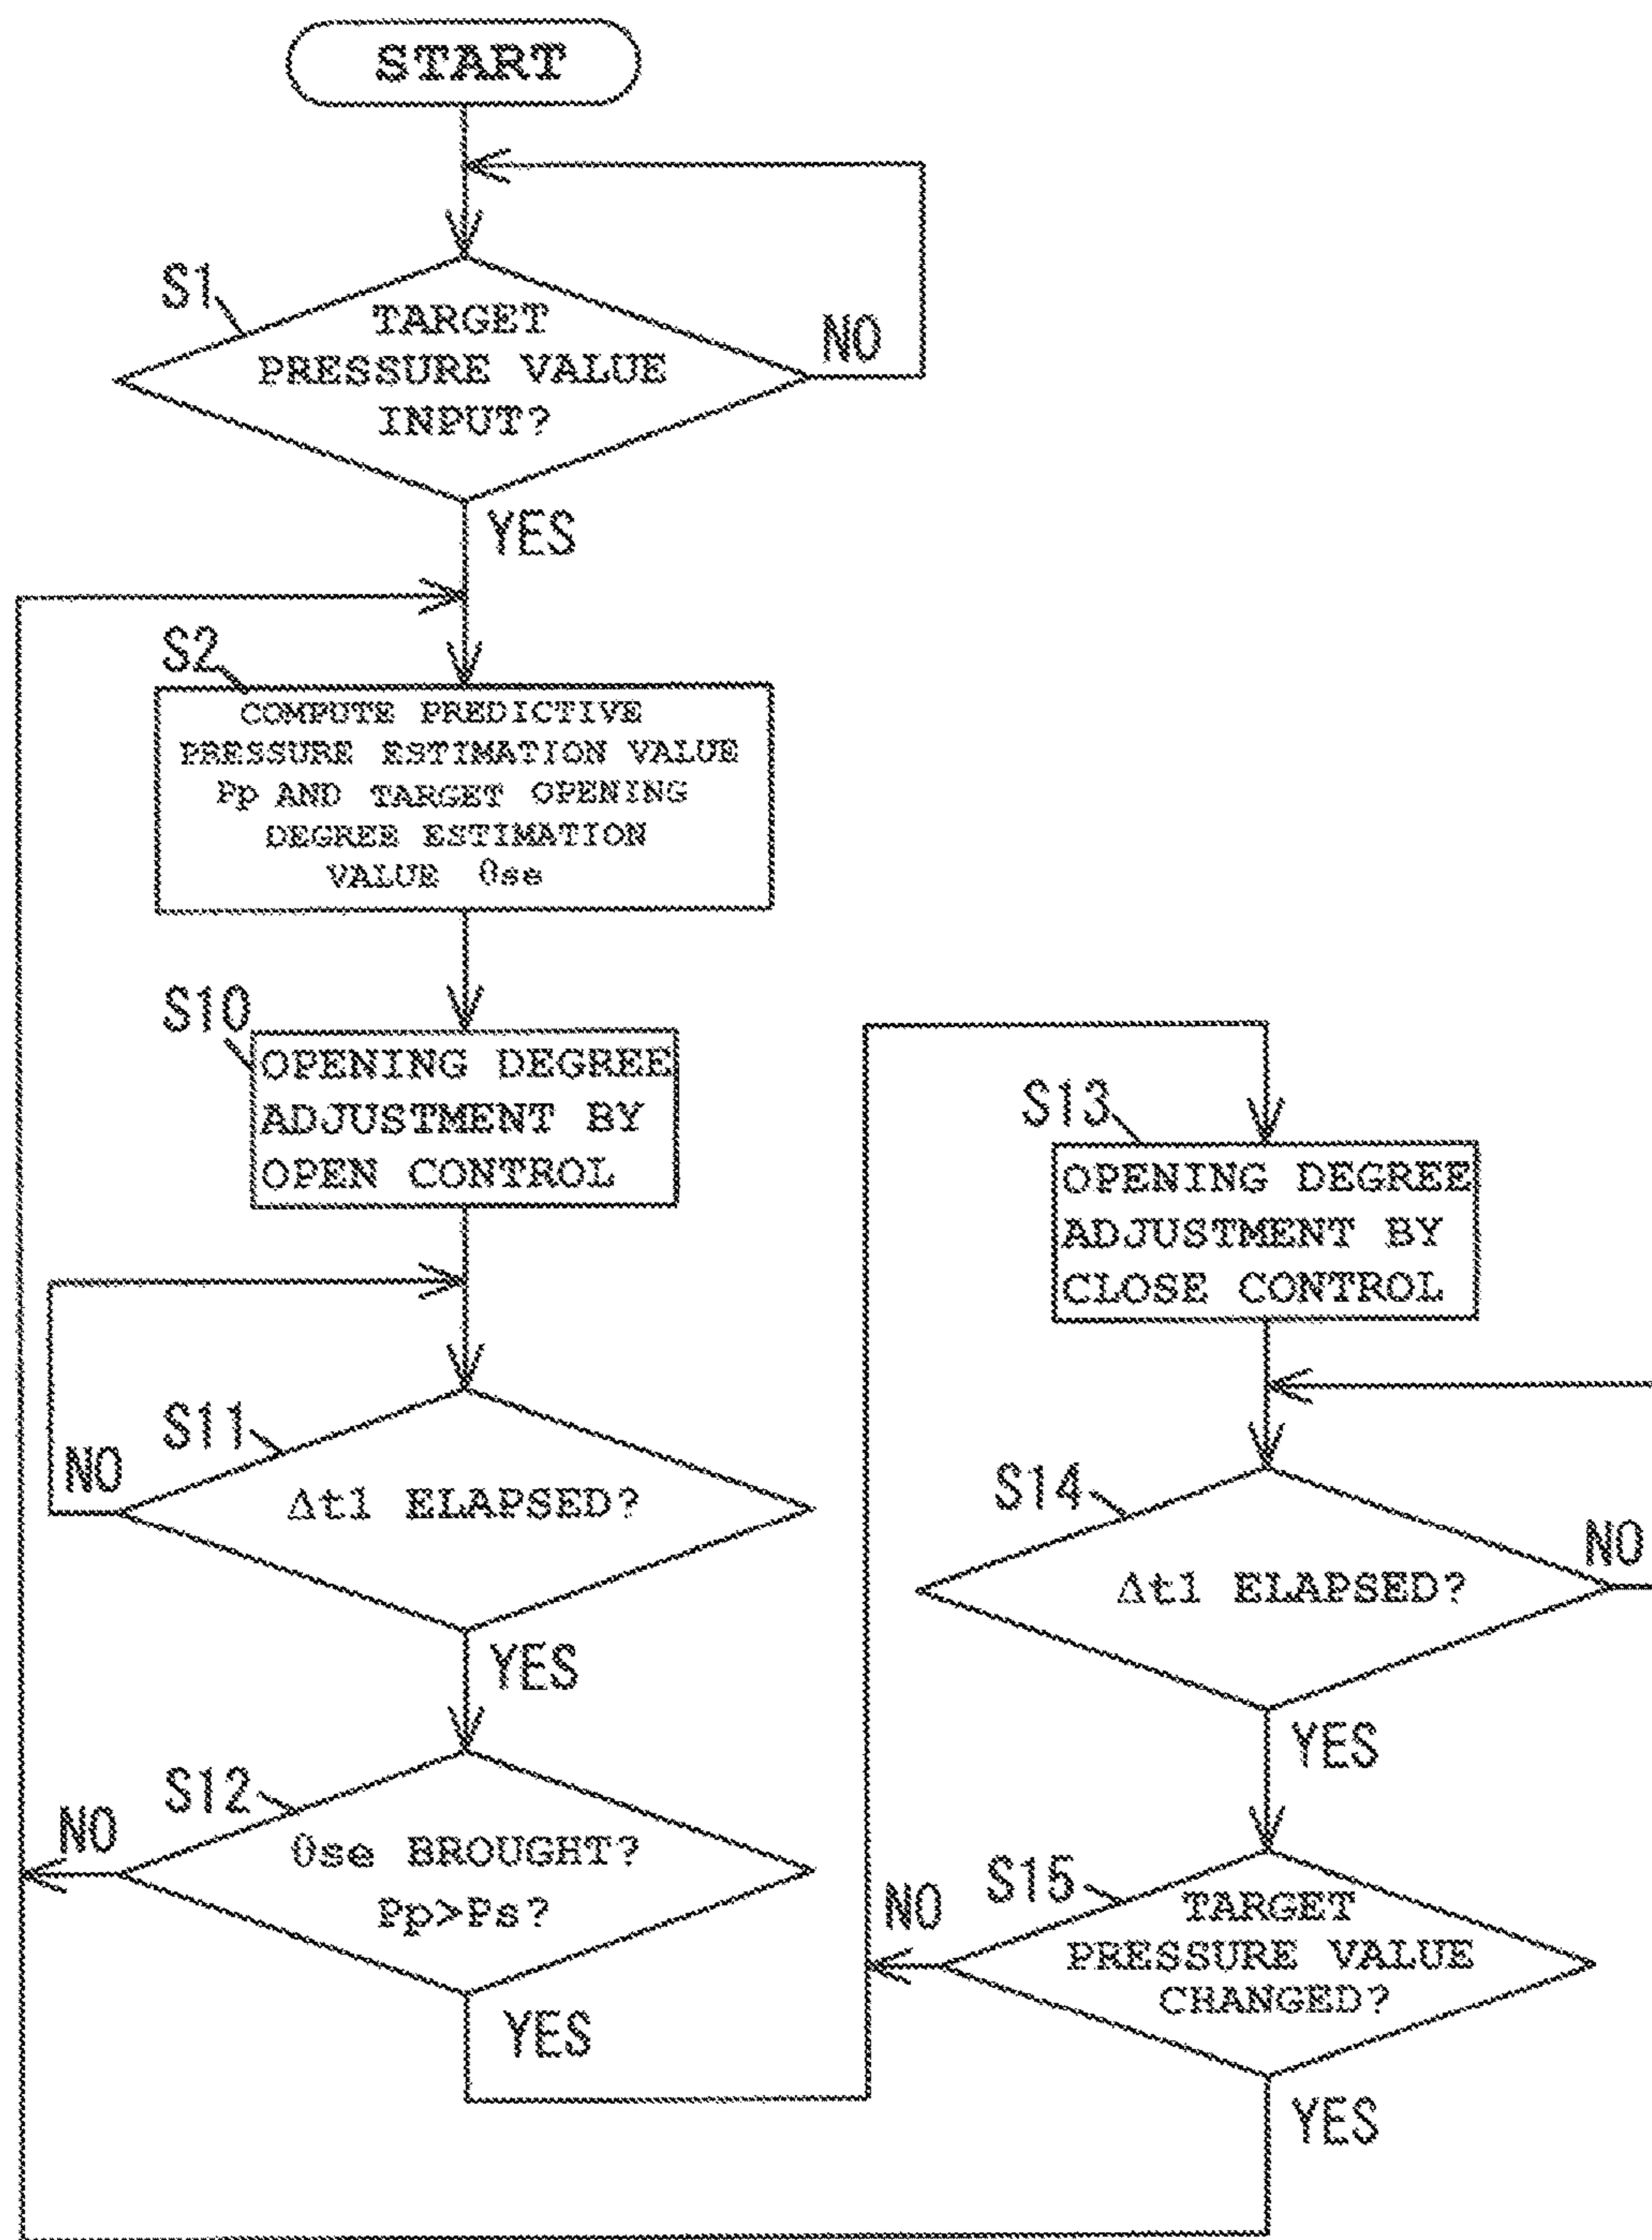 START
S1
TARGET
PRESSURE VALUE
INPUT?
NO
YES
S2
COMPUTE PREDICTIVE
PRESSURE ESTIMATION VALUE
Pp AND TARGET OPENING
DEGREE ESTIMATION
VALUE θse
S10
OPENING DEGREE
ADJUSTMENT BY
OPEN CONTROL
S11
NO
Δt1 ELAPSED?
YES
S12
NO
θse BROUGHT?
Pp>Ps?
YES
S13
OPENING DEGREE
ADJUSTMENT BY
CLOSE CONTROL
S14
NO
Δt1 ELAPSED?
YES
S15
NO
TARGET
PRESSURE VALUE
CHANGED?
YES